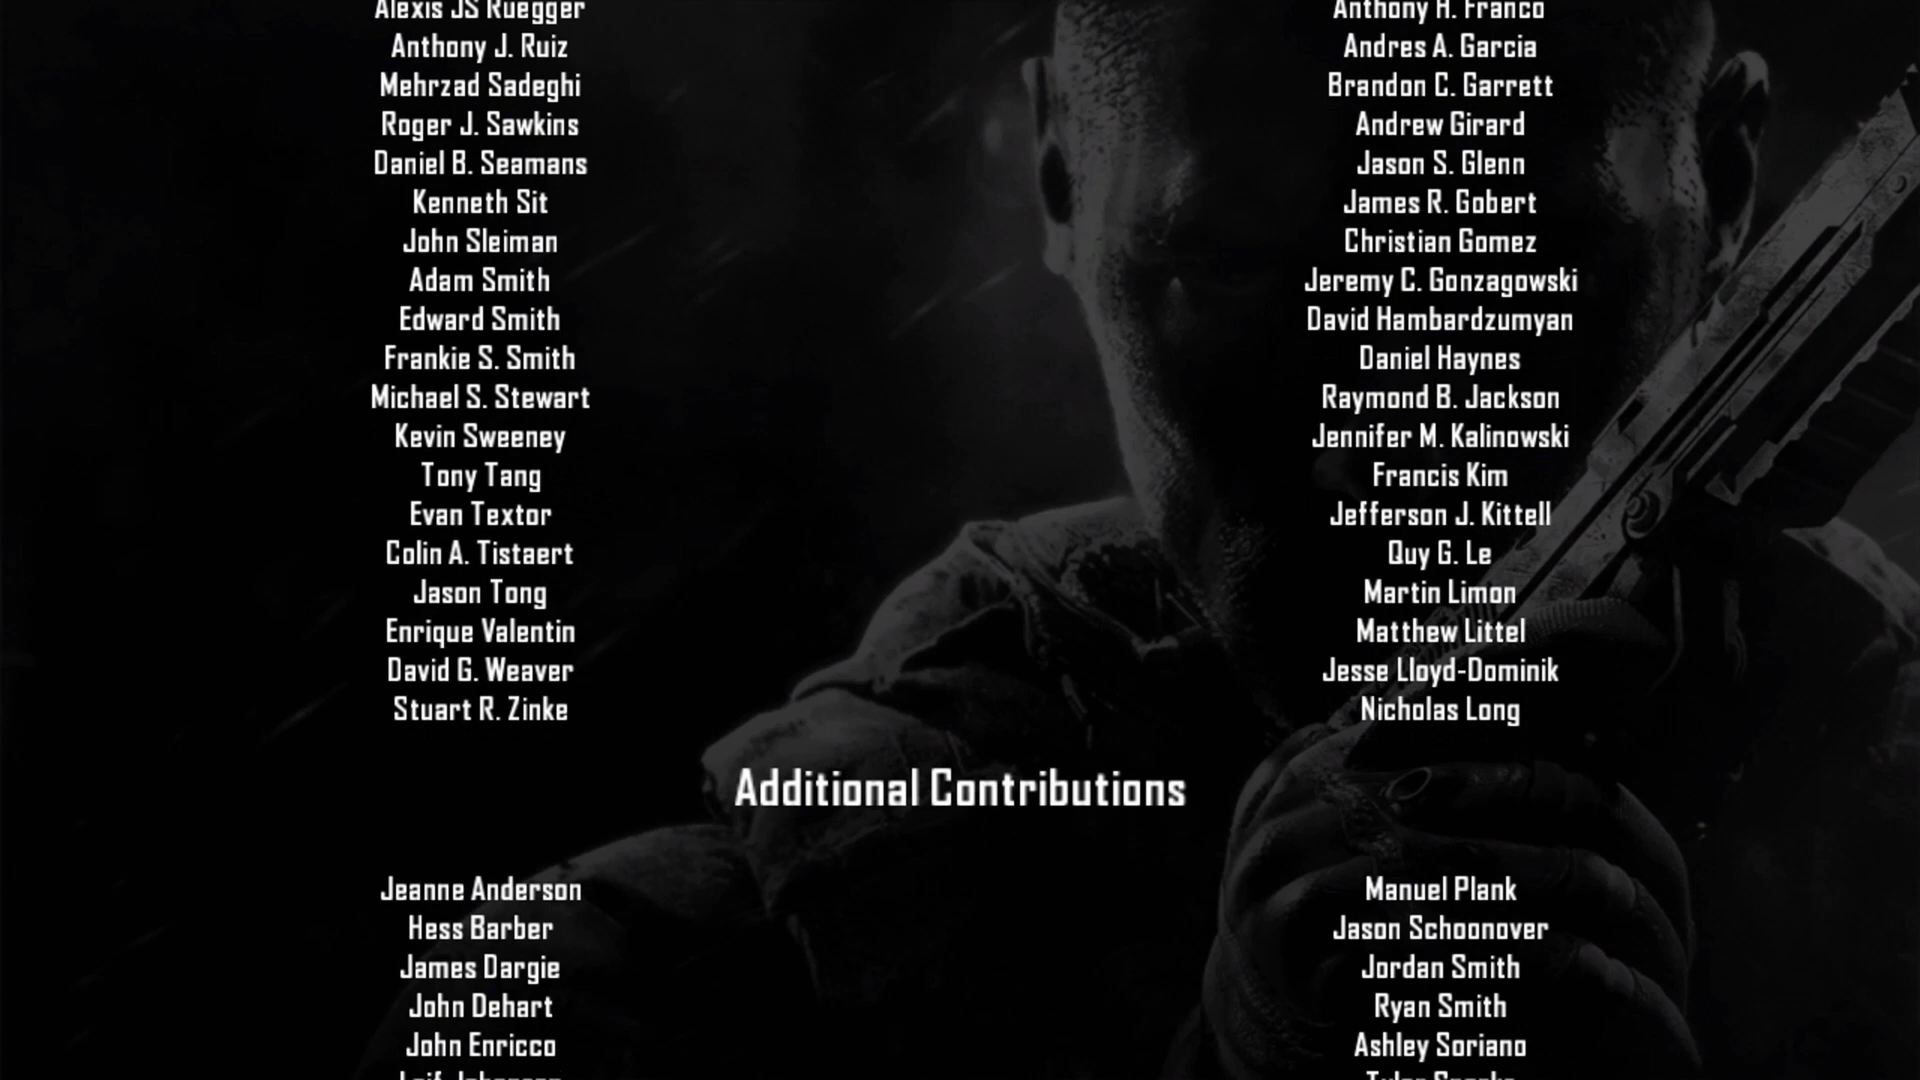 Alexis JS Ruegger
Anthony J. Ruiz
Mehrzad Sadeghi
Roger J. Sawkins
Daniel B. Seamans
Kenneth Sit
John Sleiman
Adam Smith
Edward Smith
Frankie S. Smith
Michael S. Stewart
Kevin Sweeney
Tony Tang
Evan Textor
Colin A. Tistaert
Jason Tong
Enrique Valentin
David G. Weaver
Stuart R. Zinke
Anthony H. Franco
Andres A. Garcia
Brandon C. Garrett
Andrew Girard
Jason S. Glenn
James R. Gobert
Christian Gomez
Jeremy C. Gonzagowski
David Hambardzumyan
Daniel Haynes
Raymond B. Jackson
Jennifer M. Kalinowski
Francis Kim
Jefferson J. Kittell
Quy G. Le
Martin Limon
Matthew Littel
Jesse Lloyd-Dominik
Nicholas Long
Additional Contributions
Jeanne Anderson
Hess Barber
James Dargie
John Dehart
John Enricco
Manuel Plank
Jason Schoonover
Jordan Smith
Ryan Smith
Ashley Soriano